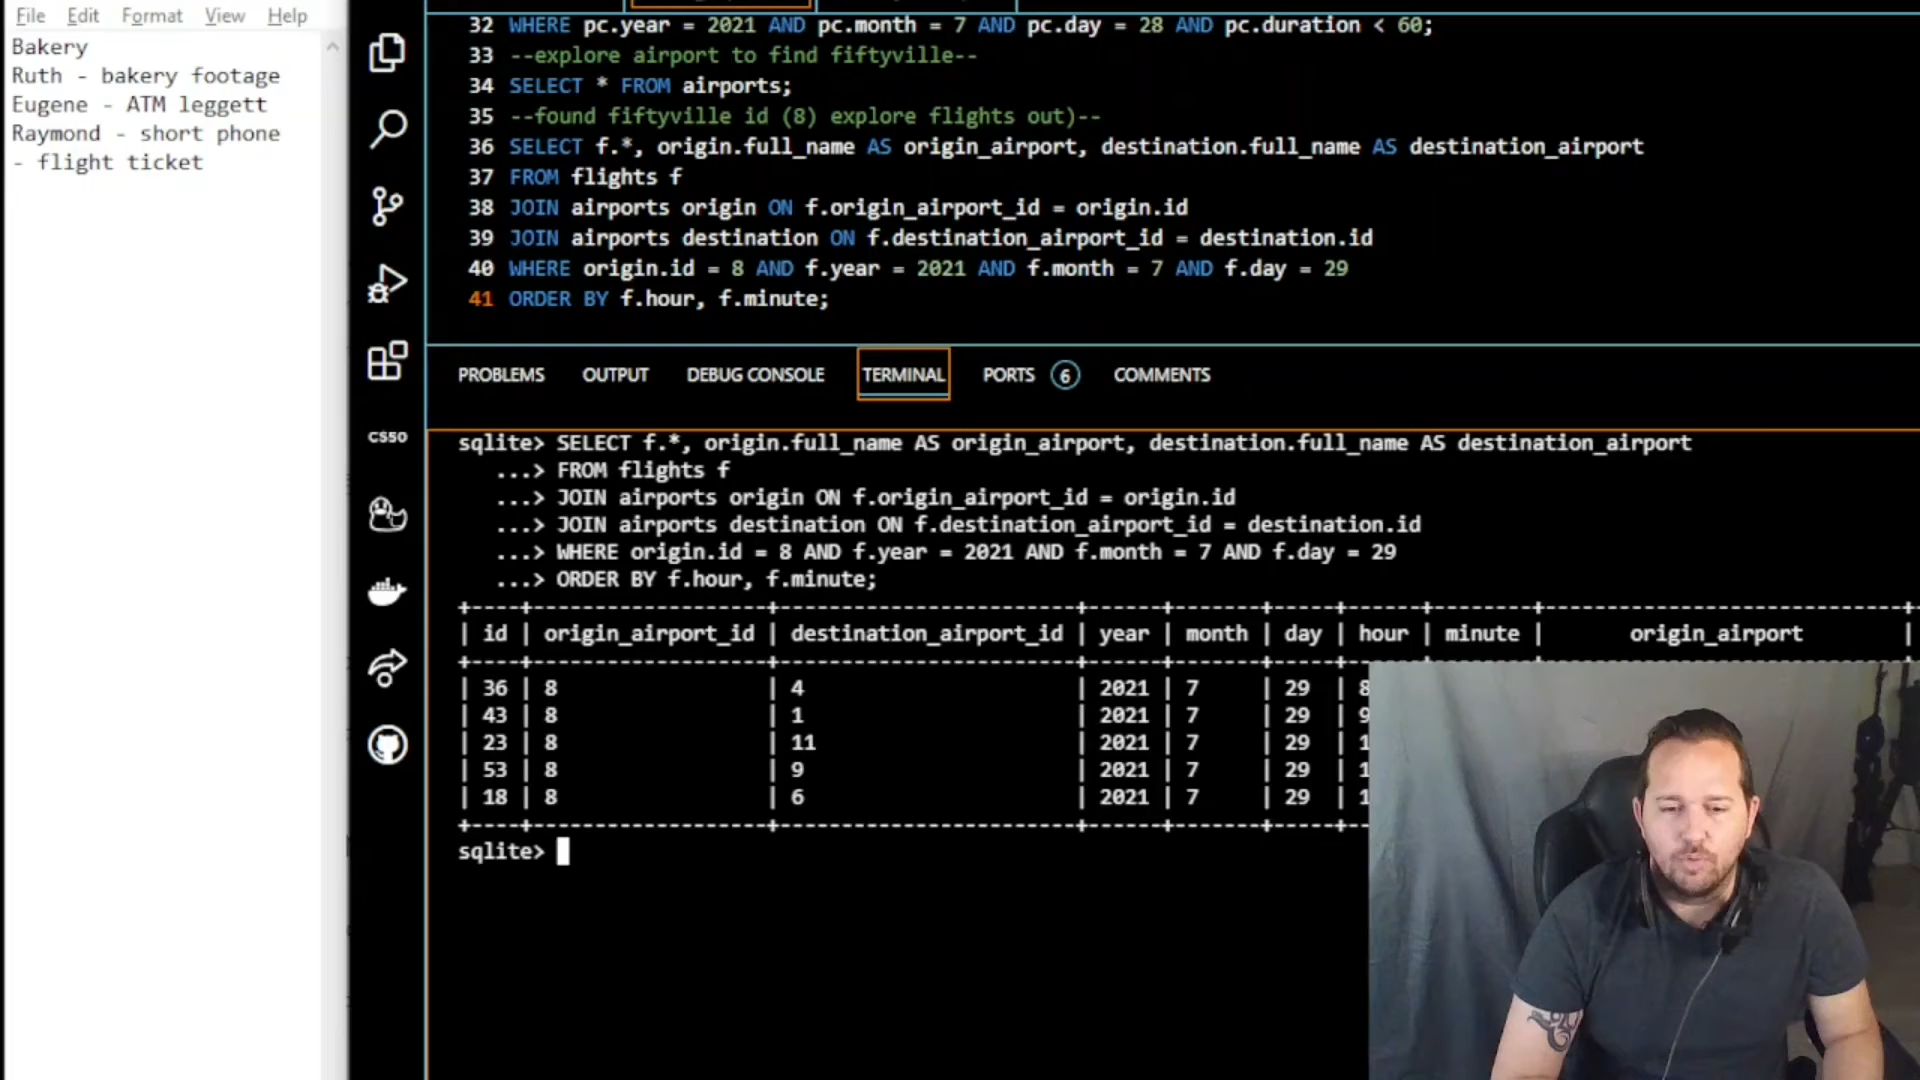 File Edit Format View Help
Bakery
Ruth - bakery footage
Eugene - ATM leggett
Raymond - short phone
- flight ticket
CS50
32 WHERE pc.year = 2021 AND pc.month = 7 AND pc.day = 28 AND pc.duration < 60;
33 --explore airport to find fiftyville--
34 SELECT * FROM airports;
35 --found fiftyville id (8) explore flights out)--
36 SELECT f.*, origin.full_name AS origin_airport, destination.full_name AS destination_airport
37 FROM flights f
38 JOIN airports origin ON f.origin_airport_id = origin.id
39 JOIN airports destination ON f.destination_airport_id = destination.id
40 WHERE origin.id = 8 AND f.year = 2021 AND f.month = 7 AND f.day = 29
41 ORDER BY f.hour, f.minute;
PROBLEMS OUTPUT DEBUG CONSOLE TERMINAL PORTS 6 COMMENTS
sqlite> SELECT f.*, origin.full_name AS origin_airport, destination.full_name AS destination_airport
...> FROM flights f
...> JOIN airports origin ON f.origin_airport_id = origin.id
...> JOIN airports destination ON f.destination_airport_id = destination.id
...> WHERE origin.id = 8 AND f.year = 2021 AND f.month = 7 AND f.day = 29
...> ORDER BY f.hour, f.minute;
| id | origin_airport_id | destination_airport_id | year | month | day | hour | minute | origin_airport |
| 36 | 8 | 4 | 2021 | 7 | 29 | 8
| 43 | 8 | 1 | 2021 | 7 | 29 | 9
| 23 | 8 | 11 | 2021 | 7 | 29 | 1
| 53 | 8 | 9 | 2021 | 7 | 29 | 1
| 18 | 8 | 6 | 2021 | 7 | 29 | 1
sqlite>